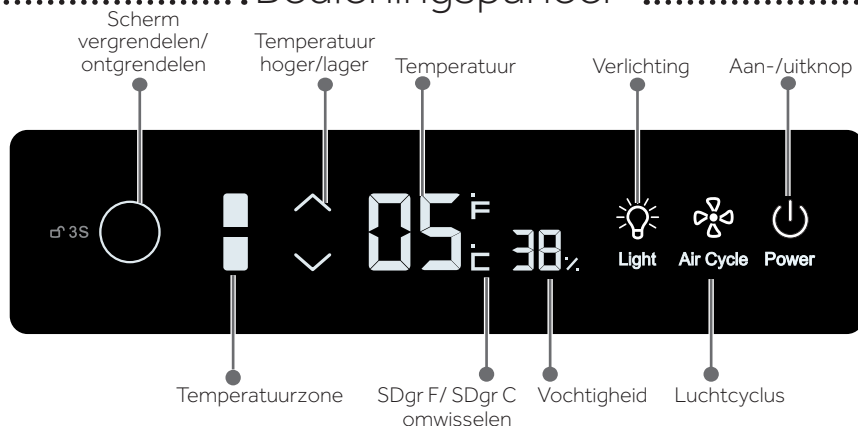 Bedieningspaneel
Scherm
vergrendelen/
ontgrendelen
Temperatuur
hoger/lager
Temperatuur
Verlichting
Aan-/uitknop
3S
05
F
C
38%
Light
Air Cycle
Power
Temperatuurzone
SDgr F/ SDgr C
omwisselen
Vochtigheid
Luchtcyclus